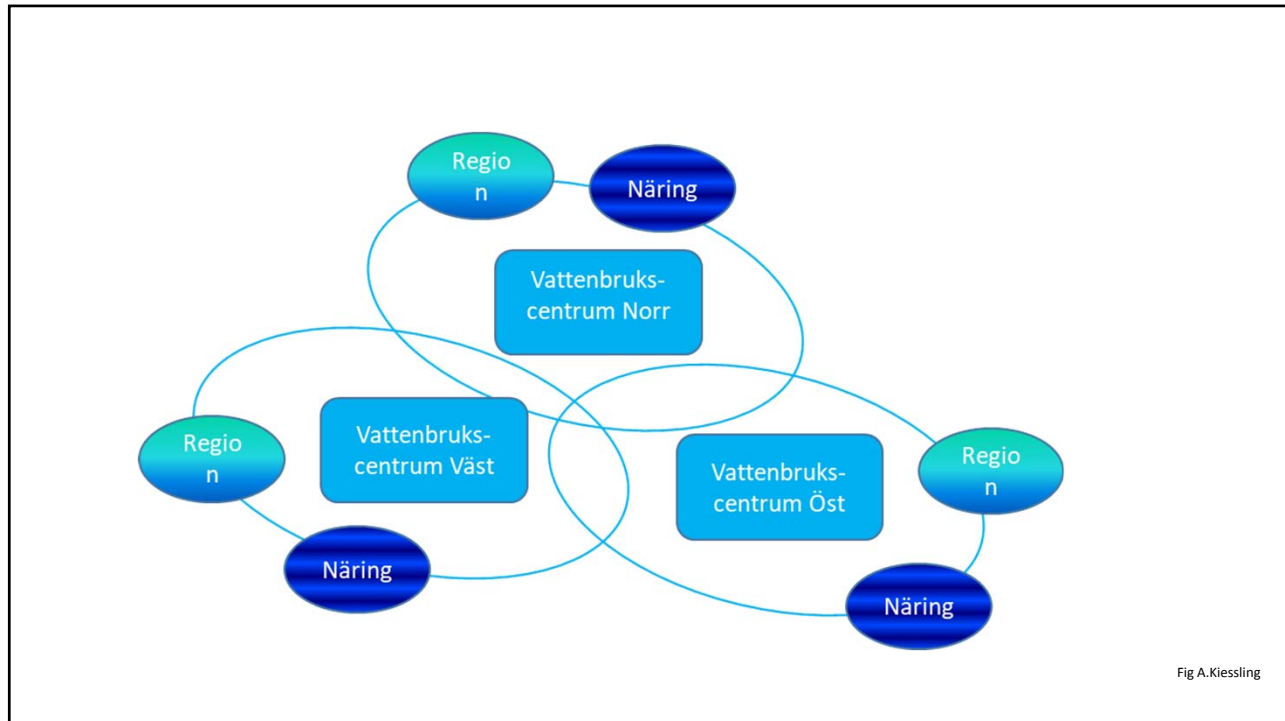 Regio
n
Näring
Vattenbruks-
centrum Norr
Regio
n
Vattenbruks-
centrum Väst
Näring
Vattenbruks-
centrum Öst
Regio
n
Näring
Fig A.Kiessling